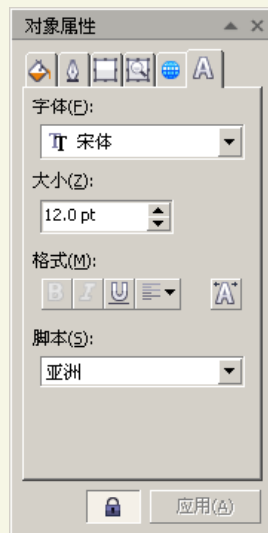 对象属性
字体(F):
宋体
大小(Z):
12.0 pt
格式(M):
B I U
脚本(S):
亚洲
应用(A)